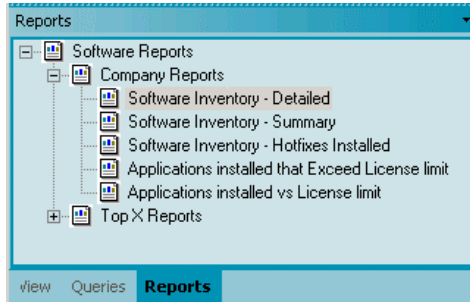 Reports
Software Reports
Company Reports
Software Inventory - Detailed
Software Inventory - Summary
Software Inventory - Hotfixes Installed
Applications installed that Exceed License limit
Applications installed vs License limit
Top X Reports
View Queries Reports